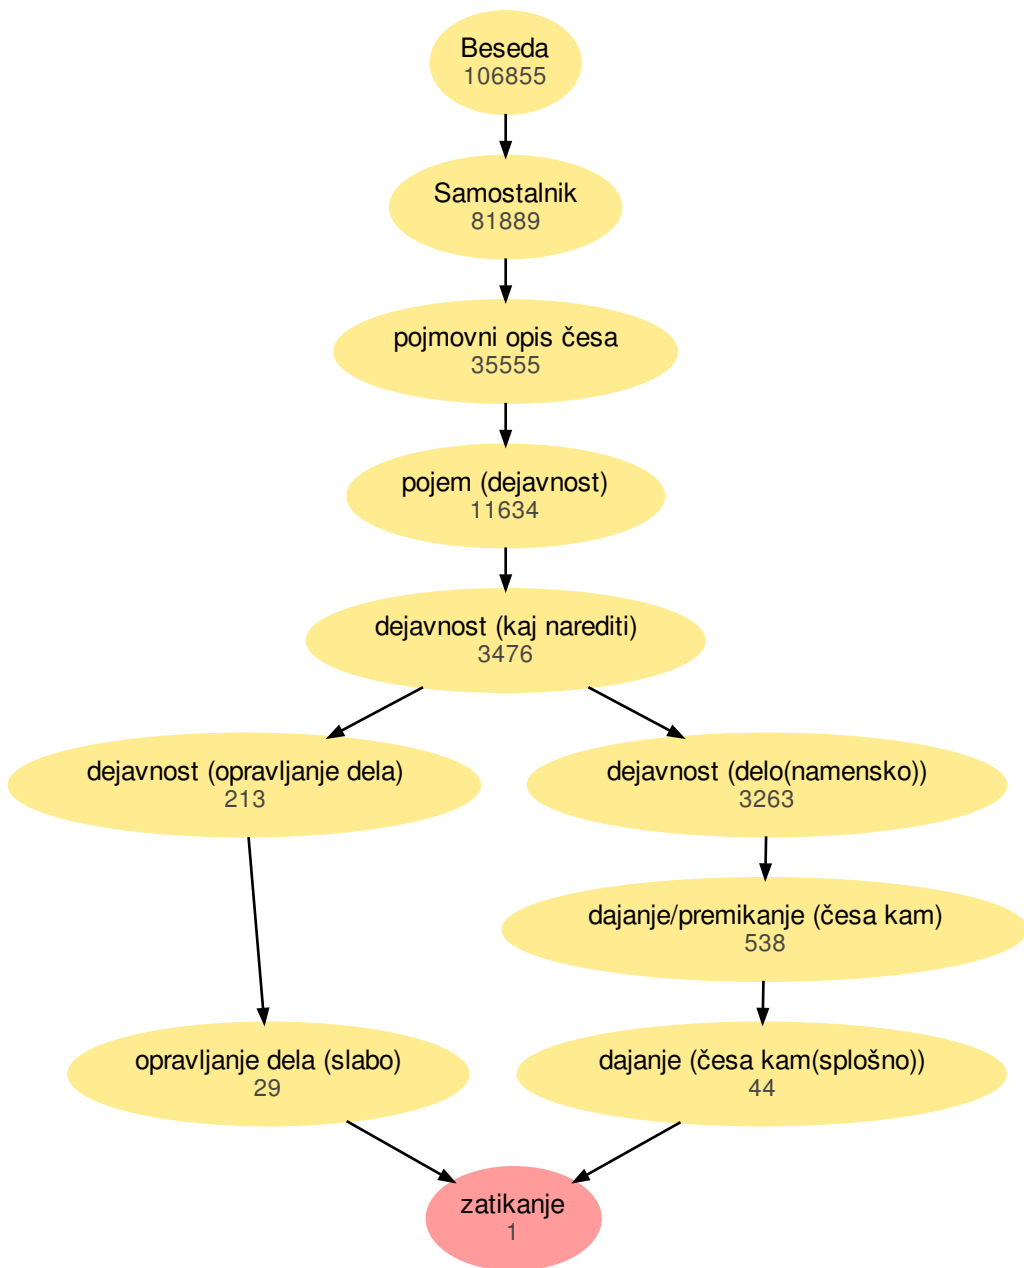 Beseda
106855
Samostalnik
81889
pojmovni opis česa
35555
pojem (dejavnost)
11634
dejavnost (kaj narediti)
3476
dejavnost (opravljanje dela)
213
dejavnost (delo(namensko))
3263
dajanje/premikanje (česa kam)
538
opravljanje dela (slabo)
29
dajanje (česa kam(splošno))
44
zatikanje
1